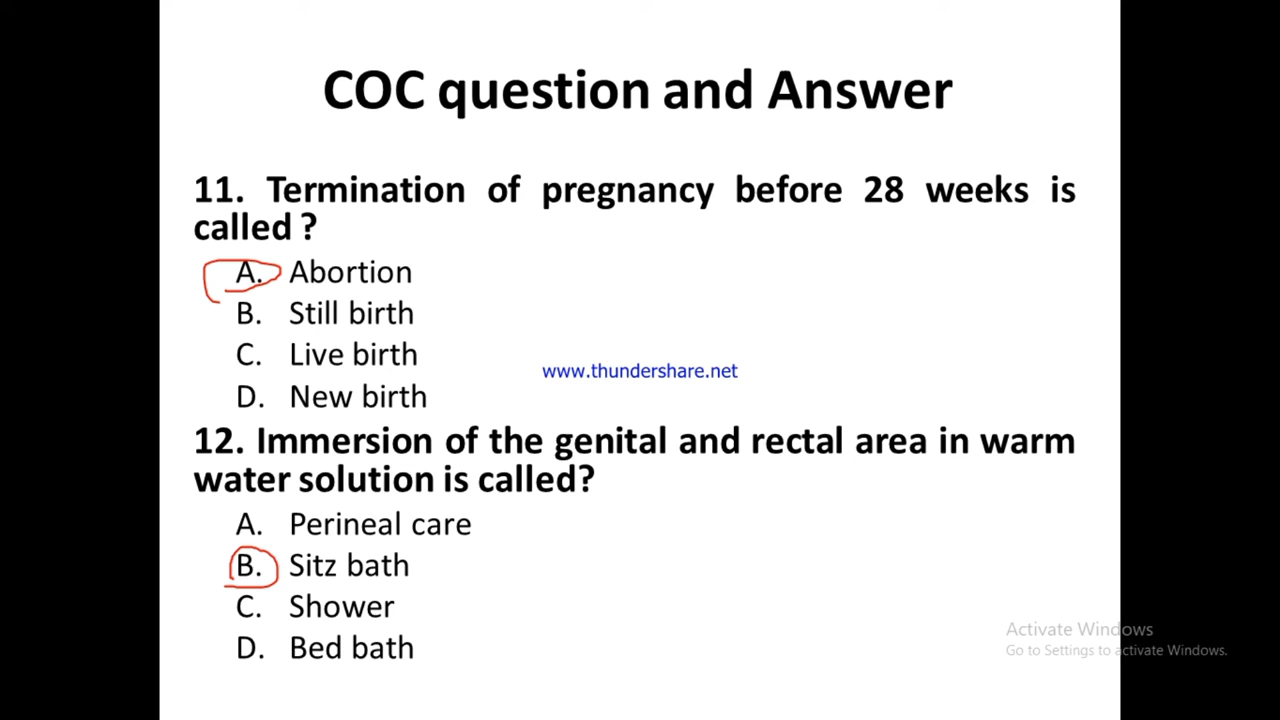 COC question and Answer
11. Termination of pregnancy before 28 weeks is
called ?
A. Abortion
B. Still birth
C. Live birth
www.thundershare.net
D. New birth
12. Immersion of the genital and rectal area in warm
water solution is called?
A. Perineal care
B. Sitz bath
C. Shower
Activate Windows
Go to Settings to activate Windows.
D. Bed bath